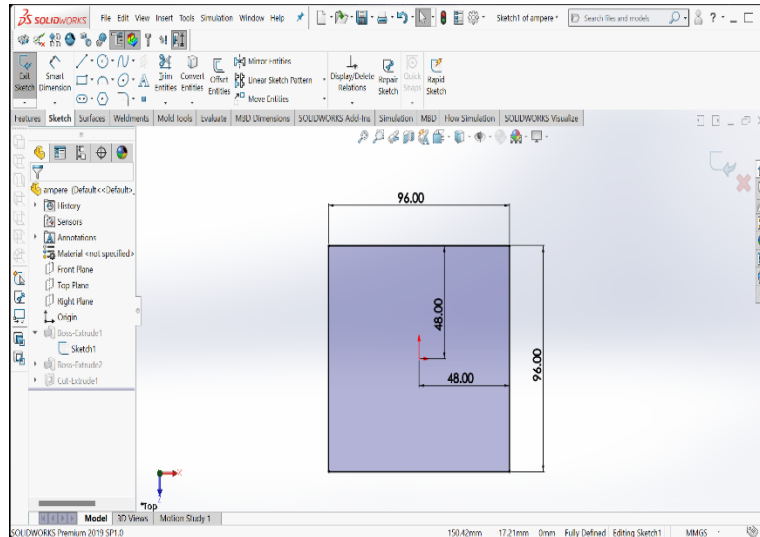 SOLIDWORKS File Edit View Insert Tools Simulation Window Help Sketch1 of ampere * Search files and models ?
Exit Sketch
Smart Dimension
Trim Entities
Convert Entities
Offset Entities
Mirror Entities
Linear Sketch Pattern
Move Entities
Display/Delete Relations
Repair Sketch
Quick Snaps
Rapid Sketch
Features Sketch Surfaces Weldments Mold Tools Evaluate MBD Dimensions SOLIDWORKS Add-Ins Simulation MBD Flow Simulation SOLIDWORKS Visualize
ampere (Default<<Default>_
History
Sensors
Annotations
Material <not specified>
Front Plane
Top Plane
Right Plane
Origin
Boss-Extrude1
Sketch1
Boss-Extrude2
Cut-Extrude1
96.00
48.00
48.00
96.00
*Top
Model 3D Views Motion Study 1
SOLIDWORKS Premium 2019 SP1.0 150.42mm 17.21mm 0mm Fully Defined Editing Sketch1 MMGS